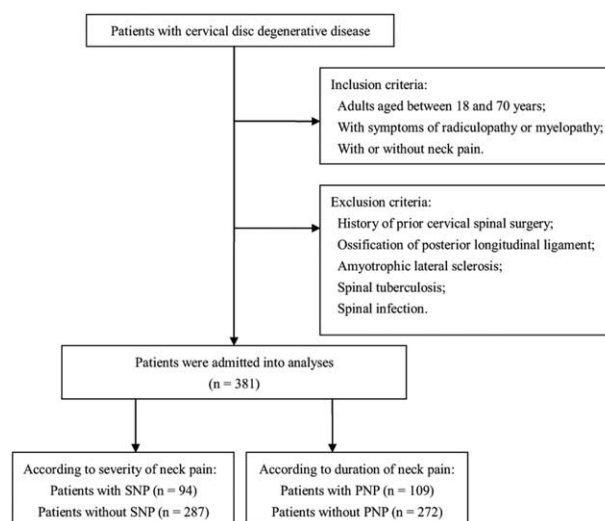 Patients with cervical disc degenerative disease
Inclusion criteria:
Adults aged between 18 and 70 years;
With symptoms of radiculopathy or myelopathy;
With or without neck pain.
Exclusion criteria:
History of prior cervical spinal surgery;
Ossification of posterior longitudinal ligament;
Amyotrophic lateral sclerosis;
Spinal tuberculosis;
Spinal infection.
Patients were admitted into analyses
(n = 381)
According to severity of neck pain:
Patients with SNP (n = 94)
Patients without SNP (n = 287)
According to duration of neck pain:
Patients with PNP (n = 109)
Patients without PNP (n = 272)